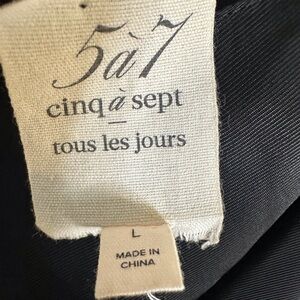 5à7
cinq à sept
tous les jours
L
MADE IN
CHINA